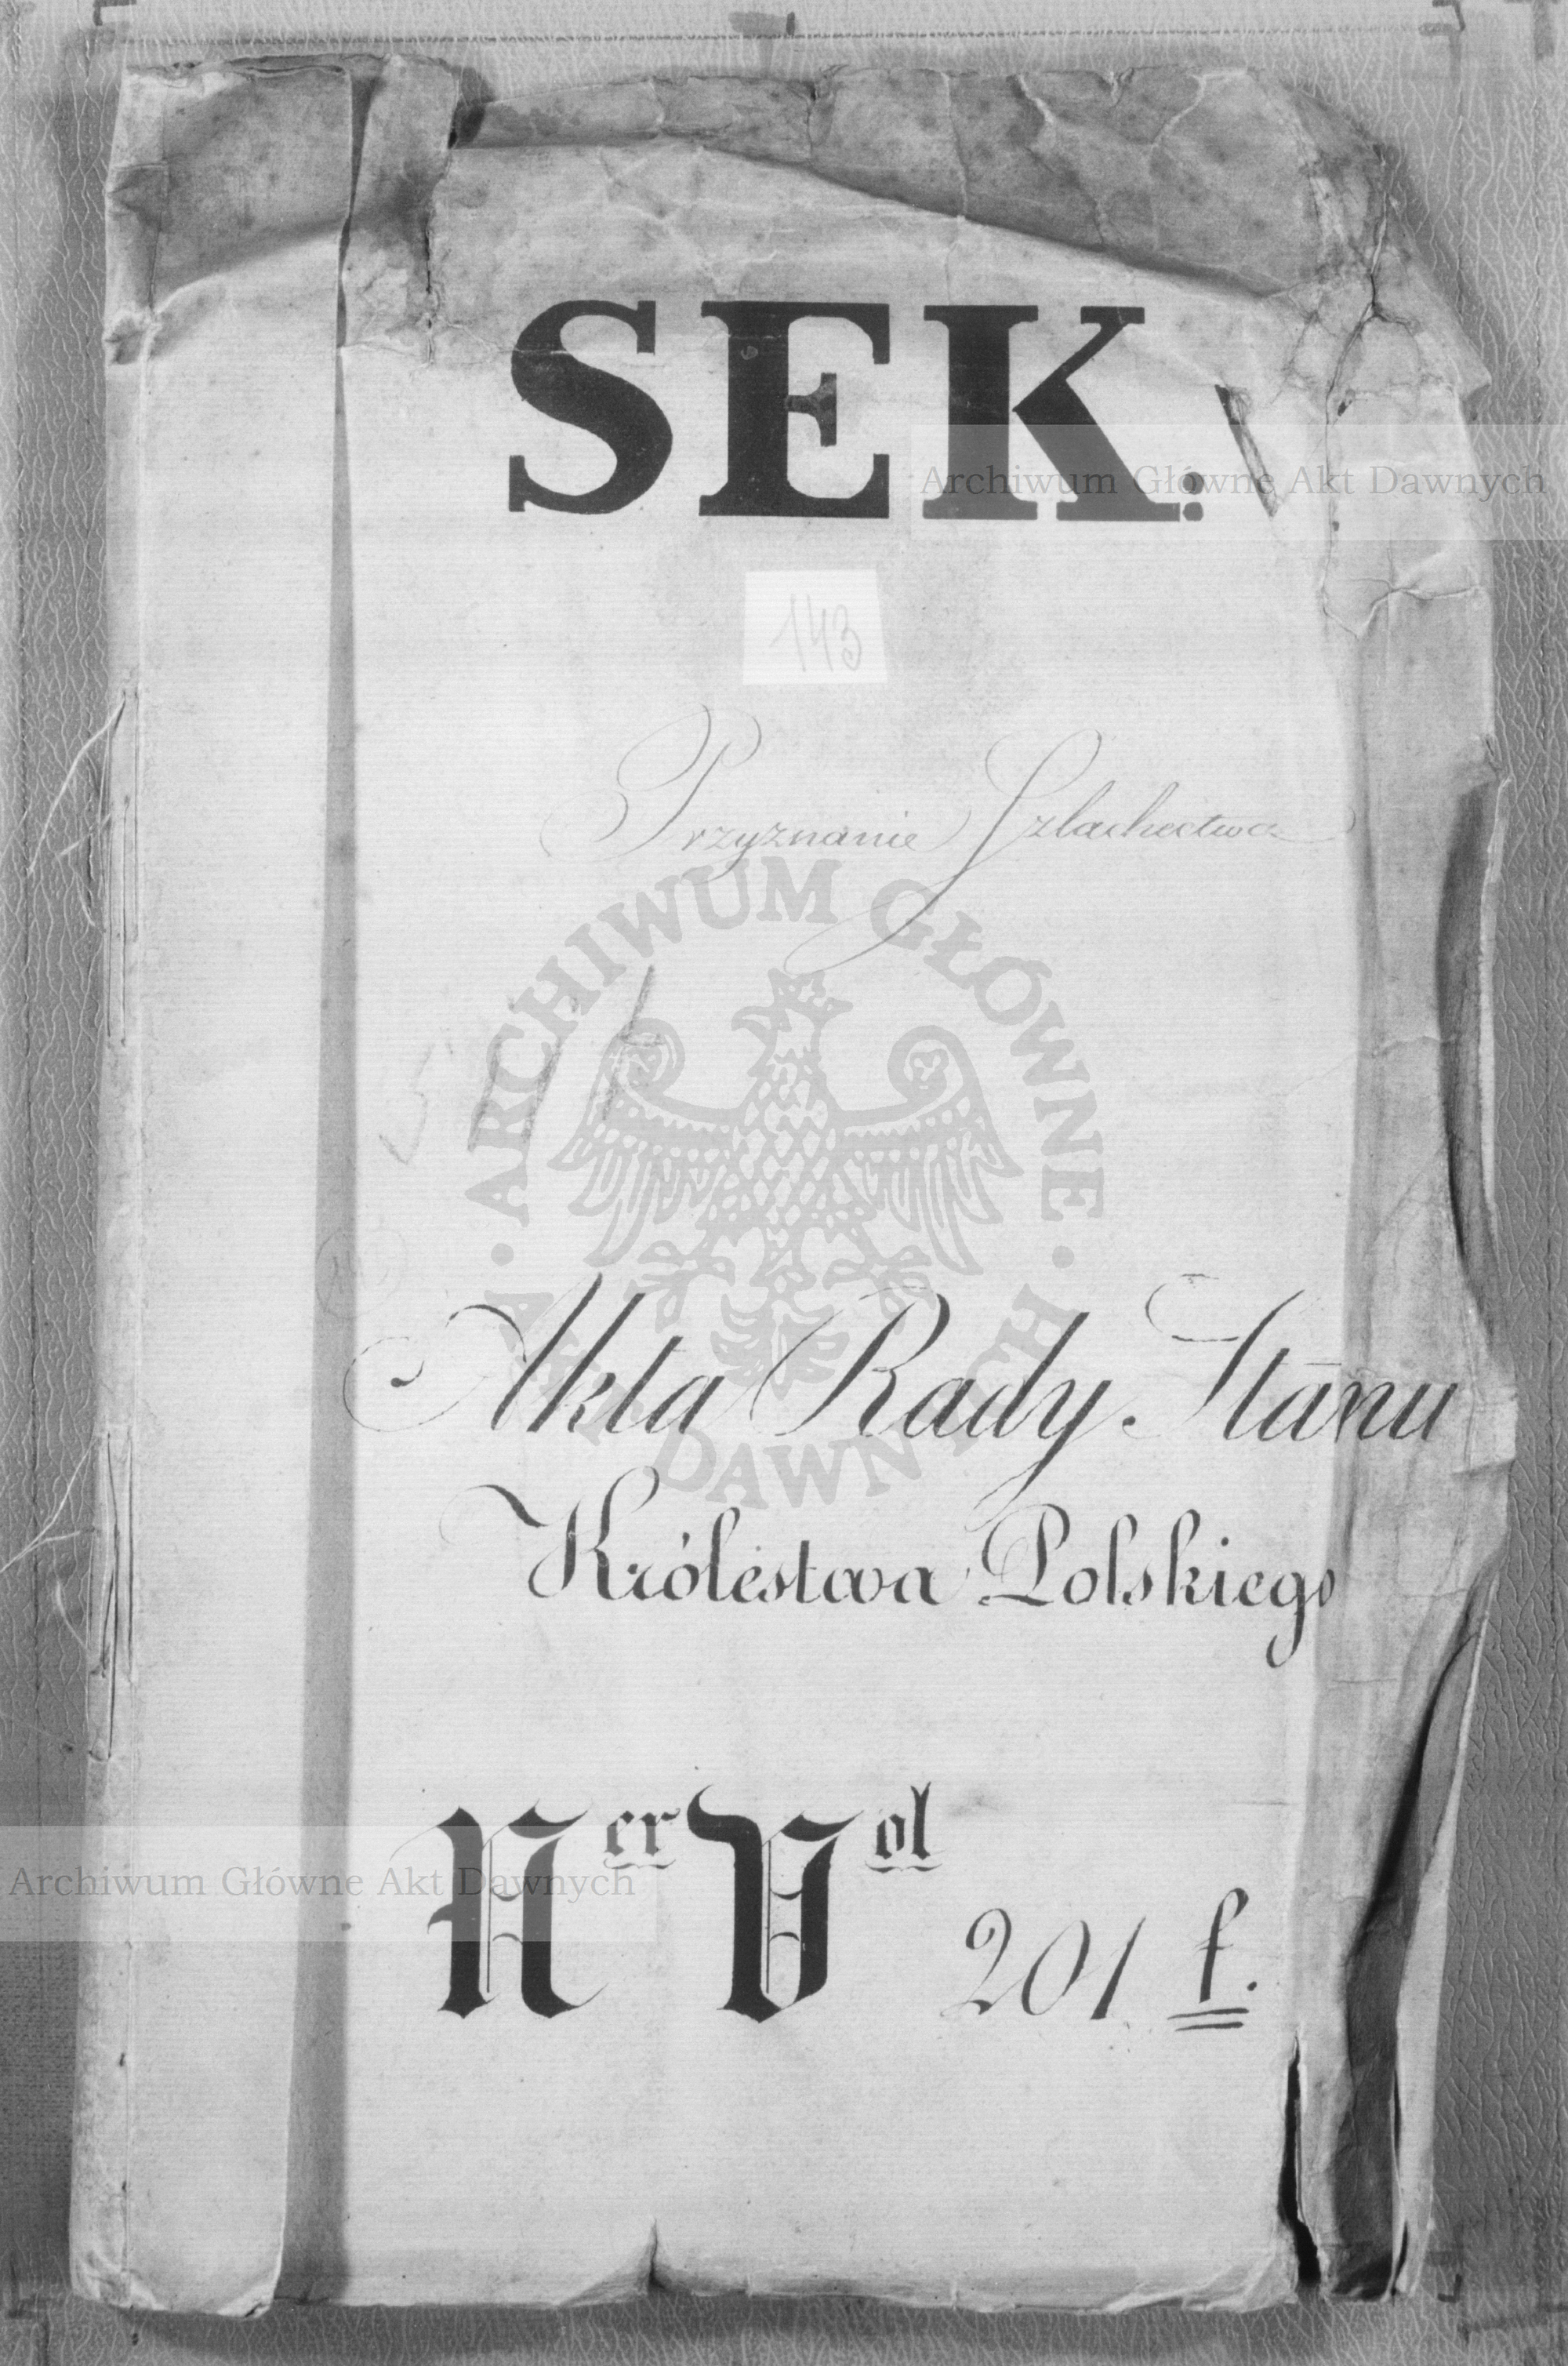 SEK.
Archiwum Główne Akt Dawnych
143
Przyznanie Szlachectwa
ARCHIWUM GŁÓWNE AKT DAWNYCH
Akta Rady Stanu
Królestwa Polskiego
Ner Vol 201 f.
Archiwum Główne Akt Dawnych